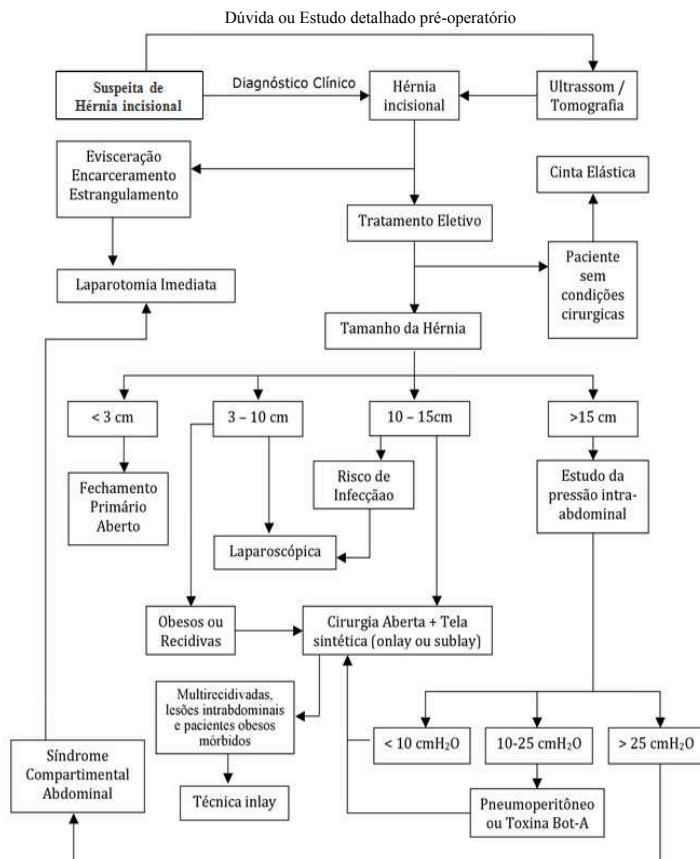 Dúvida ou Estudo detalhado pré-operatório
Suspeita de
Hérnia incisional
Diagnóstico Clínico
Hérnia
incisional
Ultrassom /
Tomografia
Evisceração
Encarceramento
Estrangulamento
Cinta Elástica
Tratamento Eletivo
Paciente
sem
condições
cirurgicas
Laparotomia Imediata
Tamanho da Hérnia
< 3 cm
3 – 10 cm
10 – 15cm
>15 cm
Fechamento
Primário
Aberto
Risco de
Infecçãao
Estudo da
pressão intra-
abdominal
Laparoscópica
Obesos ou
Recidivas
Cirurgia Aberta + Tela
sintética (onlay ou sublay)
Multirecidivadas,
lesões intrabdominais
e pacientes obesos
mórbidos
< 10 cmH₂O
10-25 cmH₂O
> 25 cmH₂O
Síndrome
Compartimental
Abdominal
Técnica inlay
Pneumoperitôneo
ou Toxina Bot-A